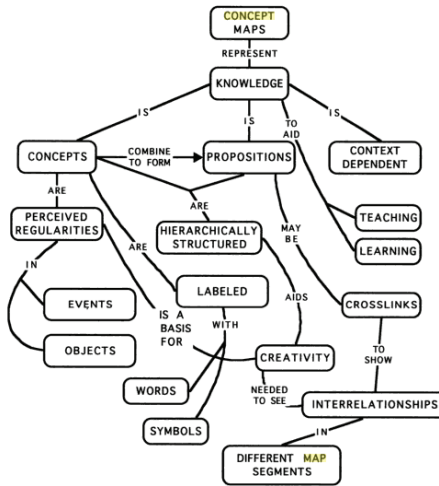 CONCEPT
MAPS
REPRESENT
KNOWLEDGE
IS
IS
TO
AID
IS
CONCEPTS
COMBINE
TO FORM
PROPOSITIONS
CONTEXT
DEPENDENT
ARE
ARE
MAY
BE
TEACHING
LEARNING
PERCEIVED
REGULARITIES
HIERARCHICALLY
STRUCTURED
IN
ARE
LABELED
AIDS
CROSSLINKS
EVENTS
OBJECTS
IS A
BASIS
FOR
WITH
CREATIVITY
TO
SHOW
WORDS
SYMBOLS
NEEDED
TO SEE
INTERRELATIONSHIPS
IN
DIFFERENT MAP
SEGMENTS